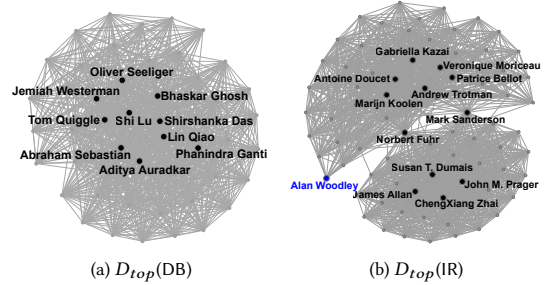 Oliver Seeliger
Jemiah Westerman
Bhaskar Ghosh
Tom Quiggle
Shi Lu
Shirshanka Das
Lin Qiao
Abraham Sebastian
Phanindra Ganti
Aditya Auradkar
(a) D_top(DB)
Gabriella Kazai
Veronique Moriceau
Antoine Doucet
Patrice Bellot
Andrew Trotman
Marijn Koolen
Mark Sanderson
Norbert Fuhr
Susan T. Dumais
Alan Woodley
John M. Prager
James Allan
ChengXiang Zhai
(b) D_top(IR)